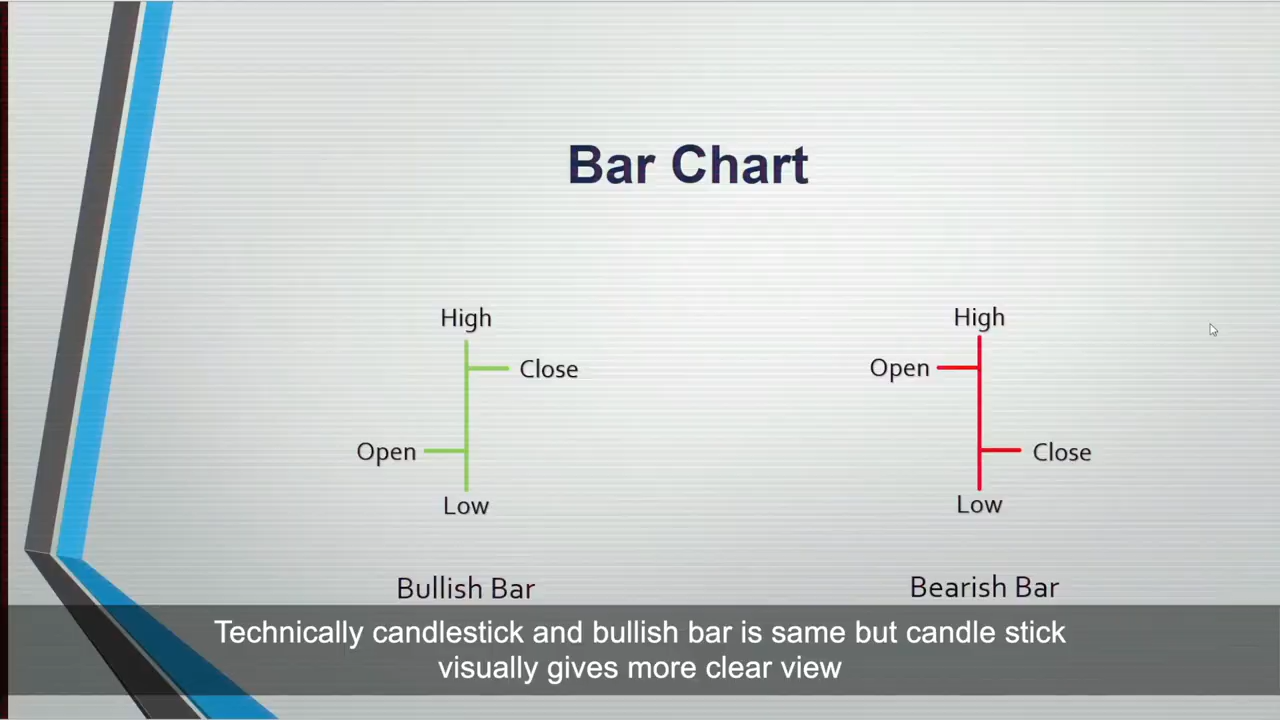 Bar Chart
High
Close
Open
Low
Bullish Bar
High
Open
Close
Low
Bearish Bar
Technically candlestick and bullish bar is same but candle stick
visually gives more clear view